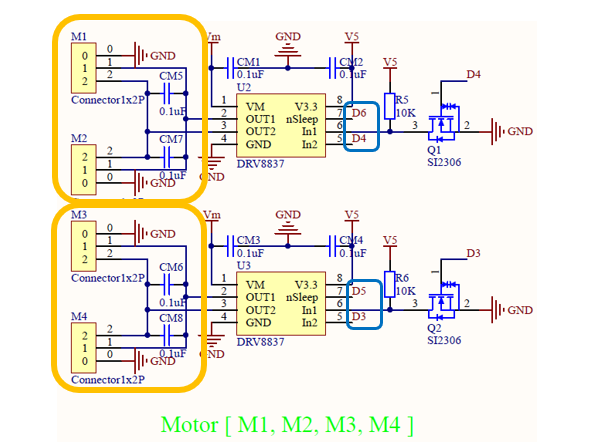 M1
0
1
2
0
1
2
GND
CM5
0.1uF
Connector1x2P
M2
2
1
0
2
1
0
CM7
0.1uF
GND
Connector1x2P
Vm
GND
V5
CM1
0.1uF
CM2
0.1uF
U2
1
2
3
4
VM
OUT1
OUT2
GND
V3.3
nSleep
In1
In2
8
7
6
5
DRV8837
GND
D6
D4
V5
R5
10K
D4
1
3
2
Q1
SI2306
GND
M3
0
1
2
0
1
2
GND
CM6
0.1uF
Connector1x2P
M4
2
1
0
2
1
0
CM8
0.1uF
GND
Connector1x2P
Vm
GND
V5
CM3
0.1uF
CM4
0.1uF
U3
1
2
3
4
VM
OUT1
OUT2
GND
V3.3
nSleep
In1
In2
8
7
6
5
DRV8837
GND
D5
D3
V5
R6
10K
D3
1
3
2
Q2
SI2306
GND
Motor [ M1, M2, M3, M4 ]